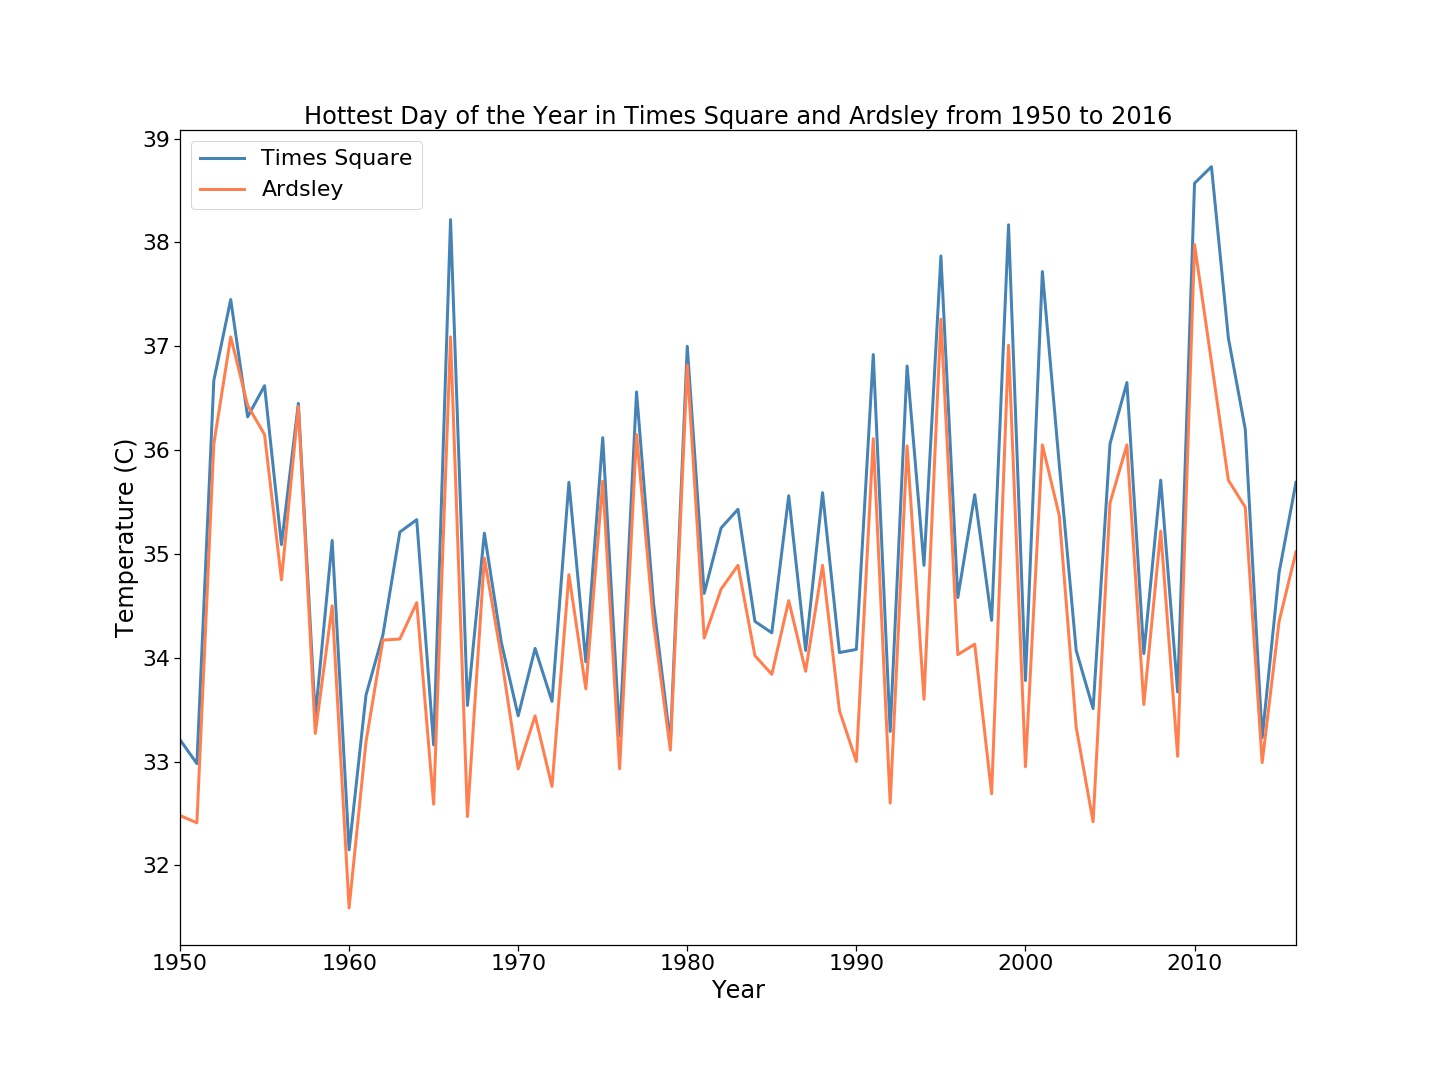 Hottest Day of the Year in Times Square and Ardsley from 1950 to 2016
Times Square
Ardsley
39
38
37
36
35
34
33
32
Temperature (C)
1950 1960 1970 1980 1990 2000 2010
Year